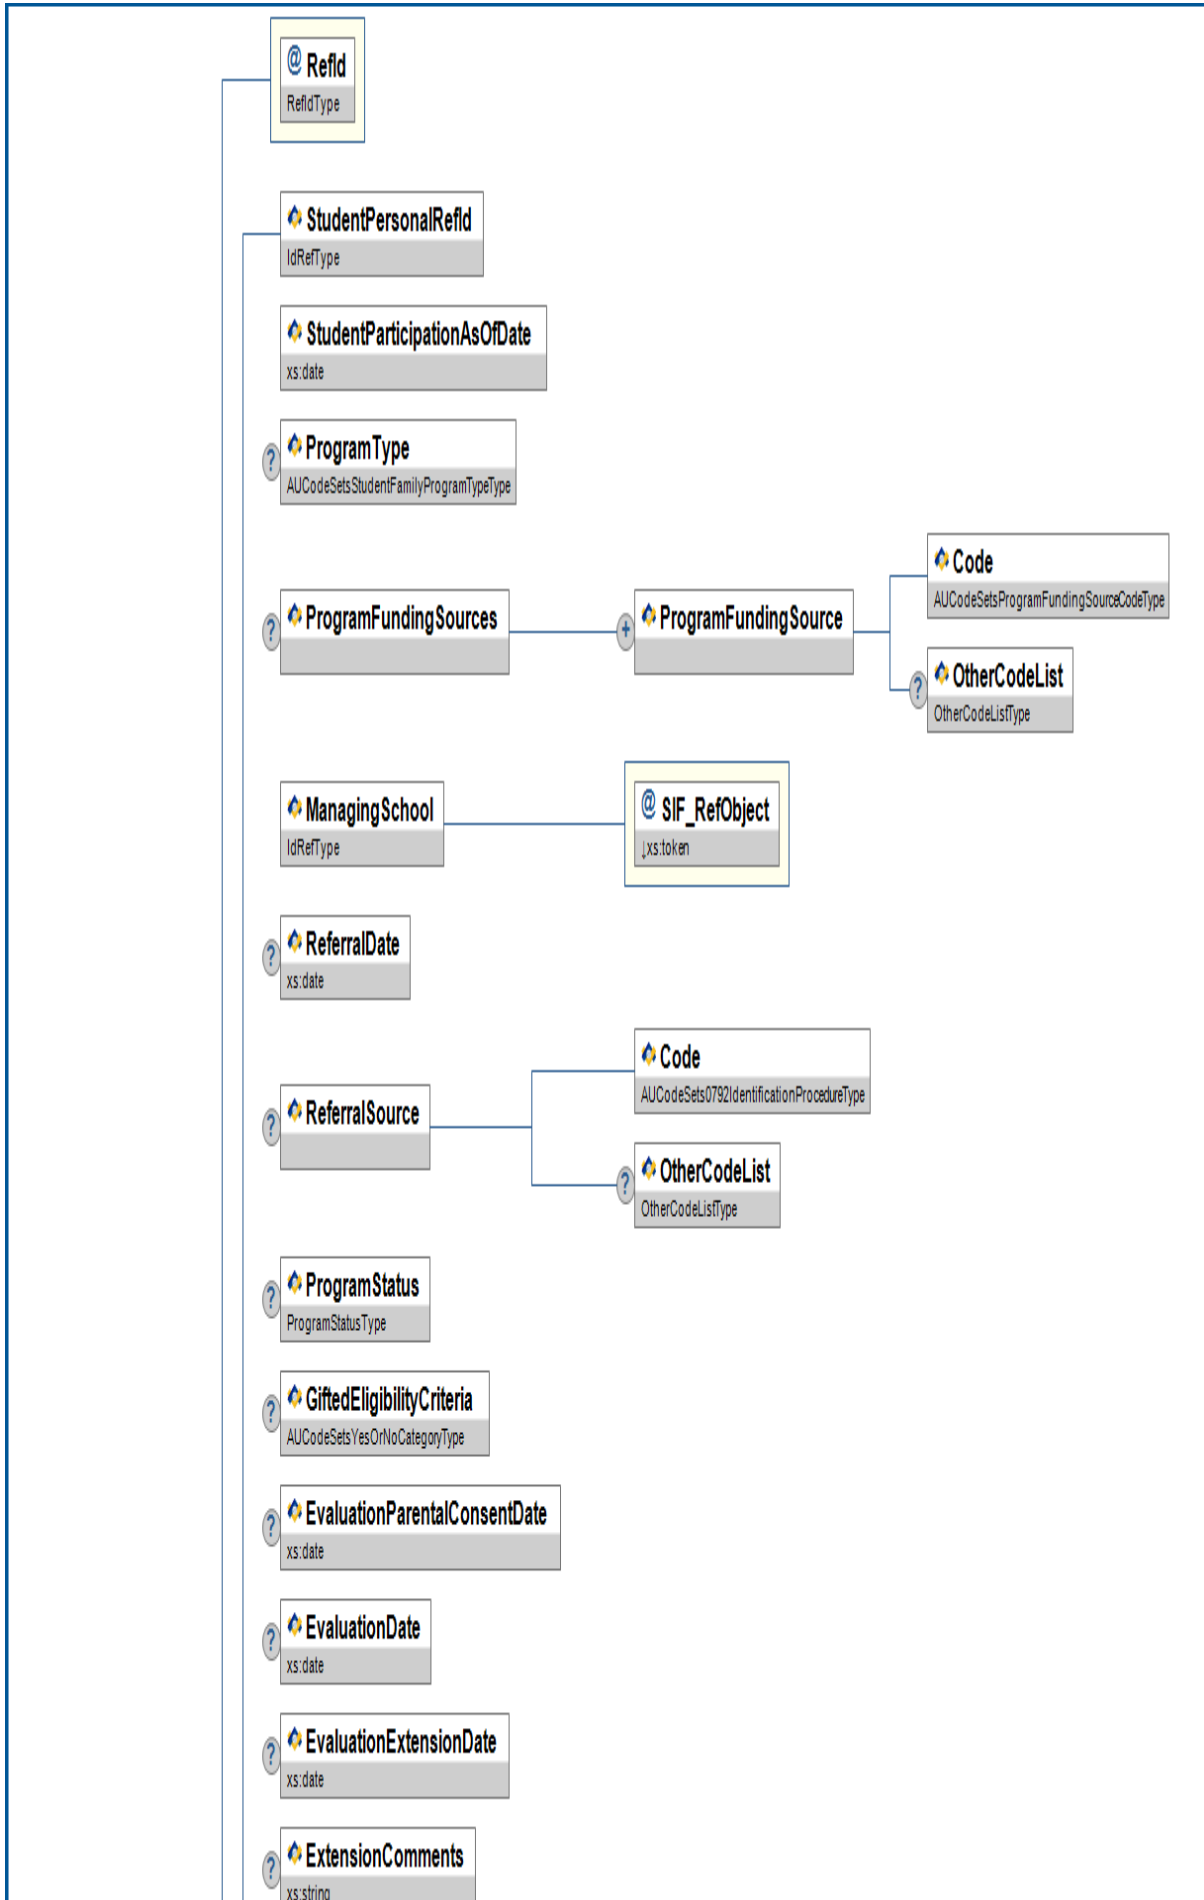 @ RefId
RefIdType
StudentPersonalRefId
IdRefType
StudentParticipationAsOfDate
xs:date
? ProgramType
AUCodeSetsStudentFamilyProgramTypeType
? ProgramFundingSources
+ ProgramFundingSource
Code
AUCodeSetsProgramFundingSourceCodeType
? OtherCodeList
OtherCodeListType
ManagingSchool
IdRefType
@ SIF_RefObject
↓xs:token
? ReferralDate
xs:date
? ReferralSource
Code
AUCodeSets0792IdentificationProcedureType
? OtherCodeList
OtherCodeListType
? ProgramStatus
ProgramStatusType
? GiftedEligibilityCriteria
AUCodeSetsYesOrNoCategoryType
? EvaluationParentalConsentDate
xs:date
? EvaluationDate
xs:date
? EvaluationExtensionDate
xs:date
? ExtensionComments
xs:string